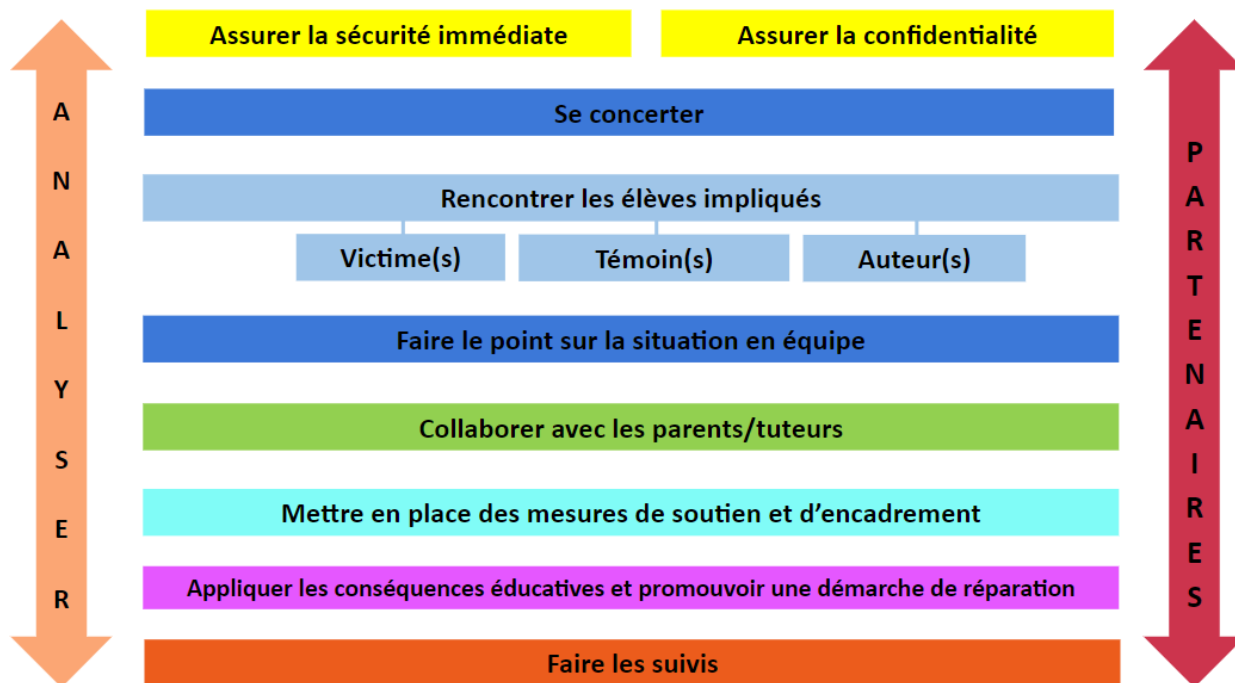 Assurer la sécurité immédiate
Assurer la confidentialité
Se concerter
Rencontrer les élèves impliqués
Victime(s)
Témoin(s)
Auteur(s)
Faire le point sur la situation en équipe
Collaborer avec les parents/tuteurs
Mettre en place des mesures de soutien et d’encadrement
Appliquer les conséquences éducatives et promouvoir une démarche de réparation
Faire les suivis
ANALYSER
PARTENAIRES